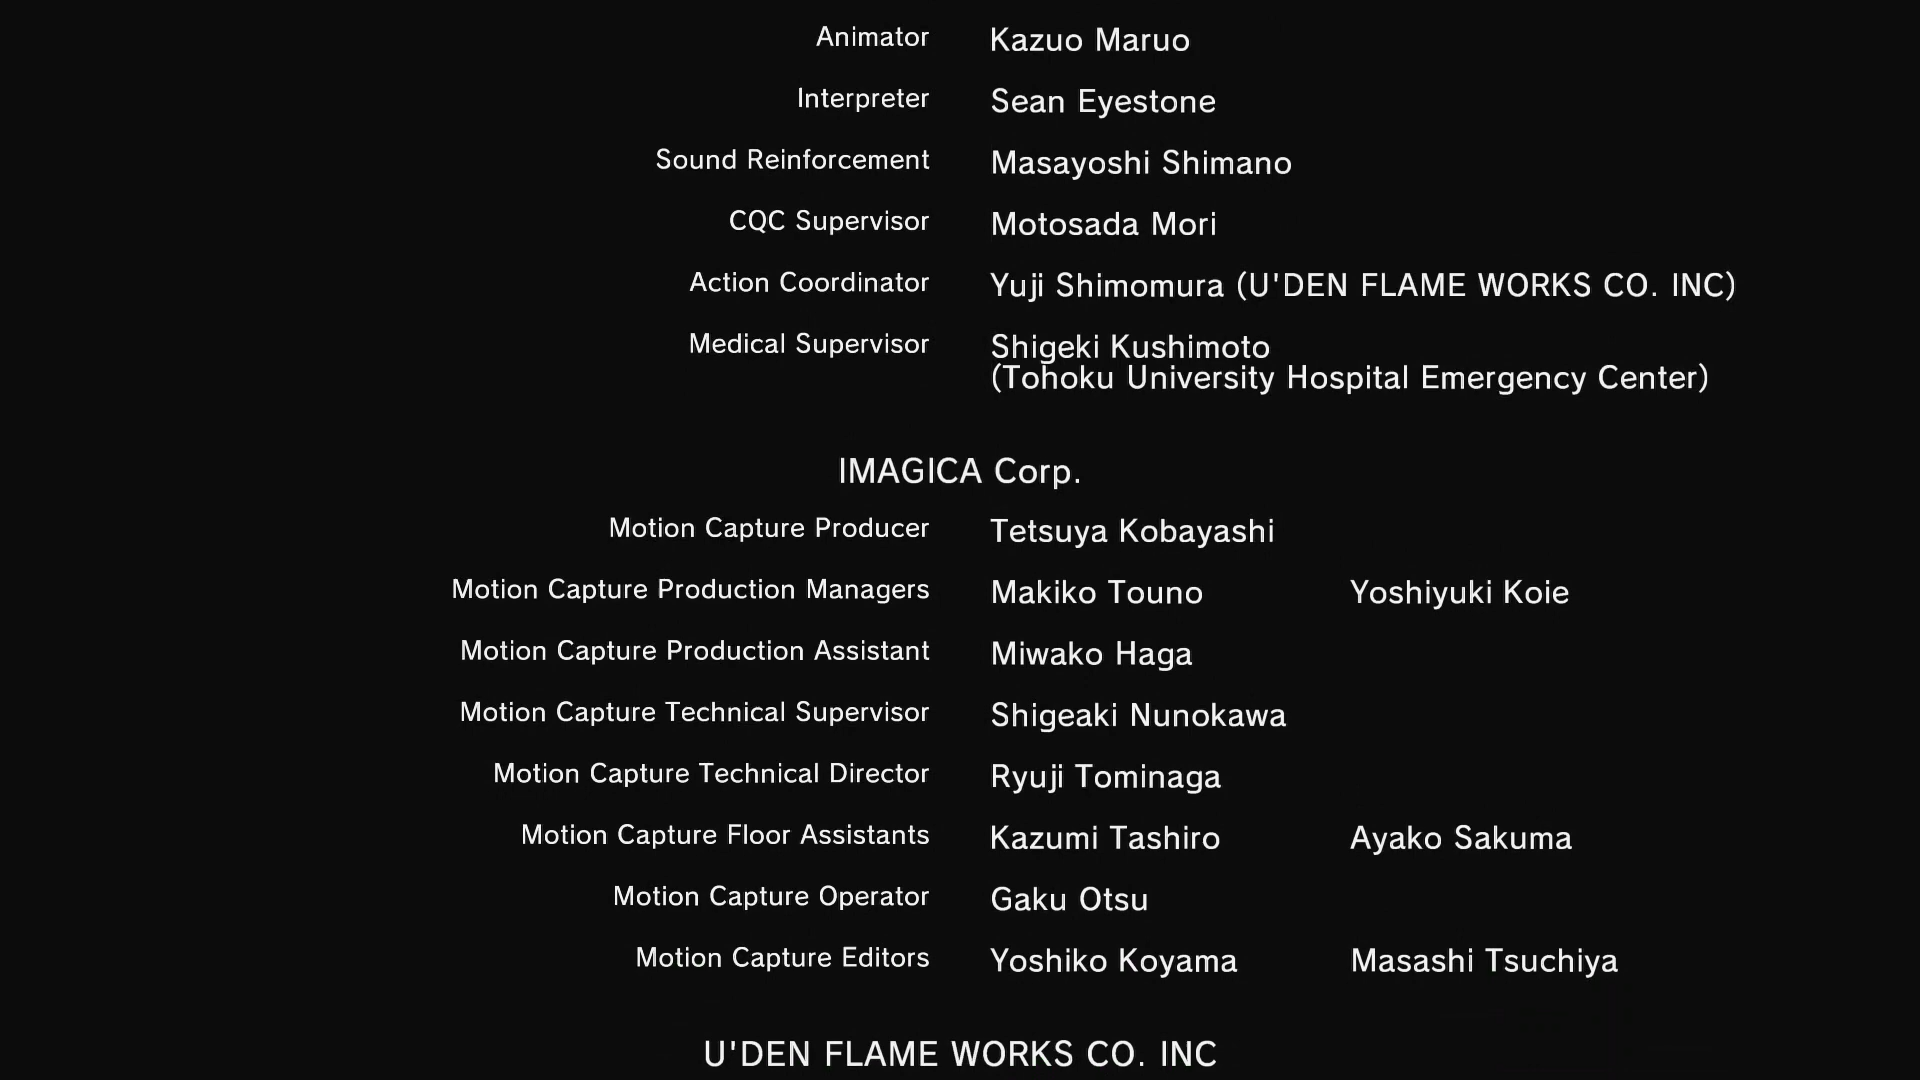 Animator Kazuo Maruo
Interpreter Sean Eyestone
Sound Reinforcement Masayoshi Shimano
CQC Supervisor Motosada Mori
Action Coordinator Yuji Shimomura (U'DEN FLAME WORKS CO. INC)
Medical Supervisor Shigeki Kushimoto
(Tohoku University Hospital Emergency Center)
IMAGICA Corp.
Motion Capture Producer Tetsuya Kobayashi
Motion Capture Production Managers Makiko Touno Yoshiyuki Koie
Motion Capture Production Assistant Miwako Haga
Motion Capture Technical Supervisor Shigeaki Nunokawa
Motion Capture Technical Director Ryuji Tominaga
Motion Capture Floor Assistants Kazumi Tashiro Ayako Sakuma
Motion Capture Operator Gaku Otsu
Motion Capture Editors Yoshiko Koyama Masashi Tsuchiya
U'DEN FLAME WORKS CO. INC